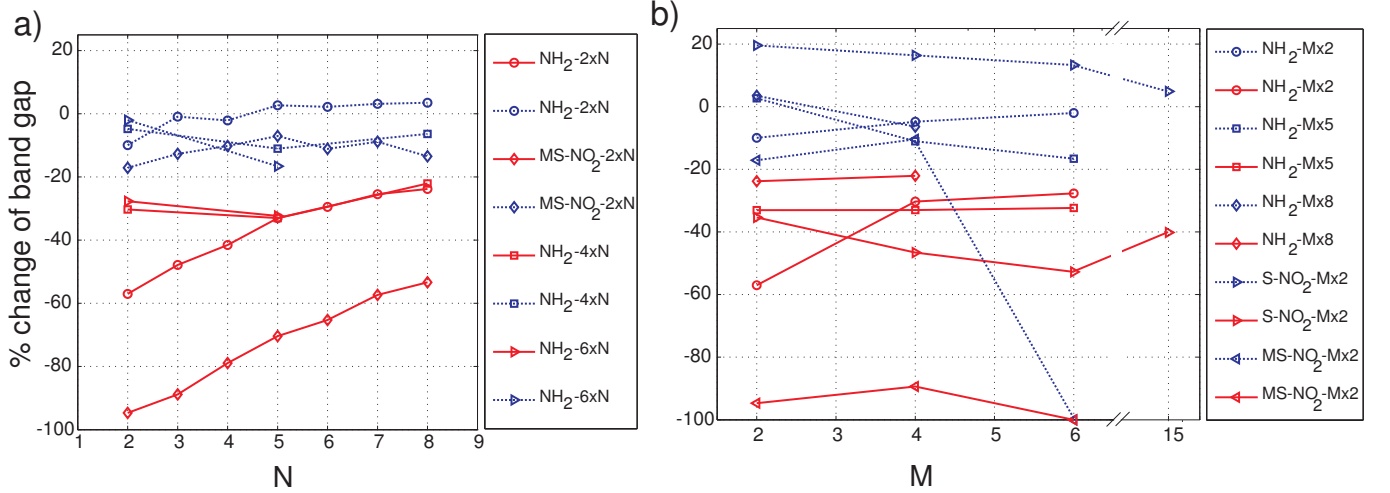 a)
% change of band gap
20
0
-20
-40
-60
-80
-100
1 2 3 4 5 6 7 8 9
N
NH2-2xN
NH2-2xN
MS-NO2-2xN
MS-NO2-2xN
NH2-4xN
NH2-4xN
NH2-6xN
NH2-6xN
b)
20
0
-20
-40
-60
-80
-100
2 3 4 5 6 15
M
NH2-Mx2
NH2-Mx2
NH2-Mx5
NH2-Mx5
NH2-Mx8
NH2-Mx8
S-NO2-Mx2
S-NO2-Mx2
MS-NO2-Mx2
MS-NO2-Mx2